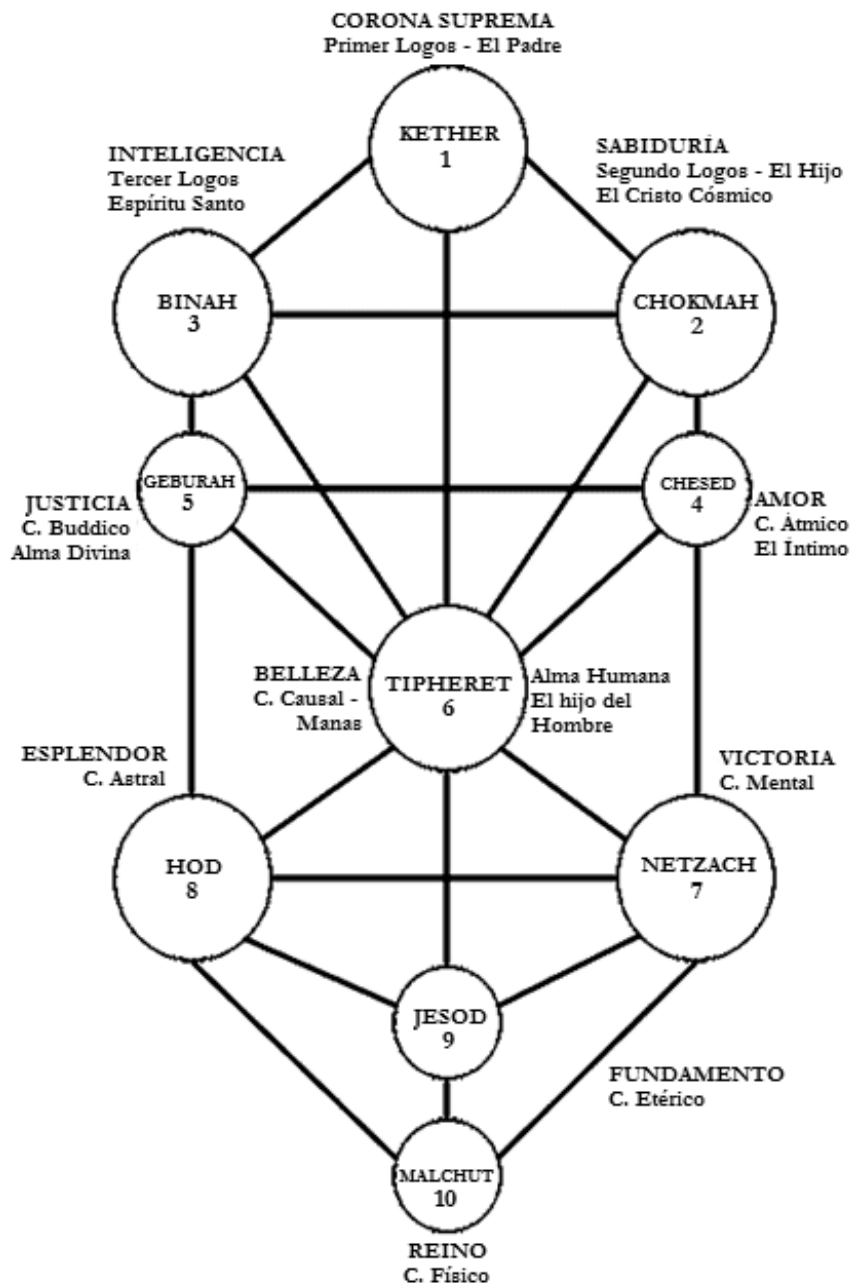 CORONA SUPREMA
Primer Logos - El Padre
KETHER
1
INTELIGENCIA
Tercer Logos
Espíritu Santo
SABIDURÍA
Segundo Logos - El Hijo
El Cristo Cósmico
BINAH
3
CHOKMAH
2
GEBURAH
5
JUSTICIA
C. Buddico
Alma Divina
CHESED
4
AMOR
C. Átmico
El Íntimo
BELLEZA
C. Causal -
Manas
TIPHERET
6
Alma Humana
El hijo del
Hombre
ESPLENDOR
C. Astral
VICTORIA
C. Mental
HOD
8
NETZACH
7
JESOD
9
FUNDAMENTO
C. Etérico
MALCHUT
10
REINO
C. Físico